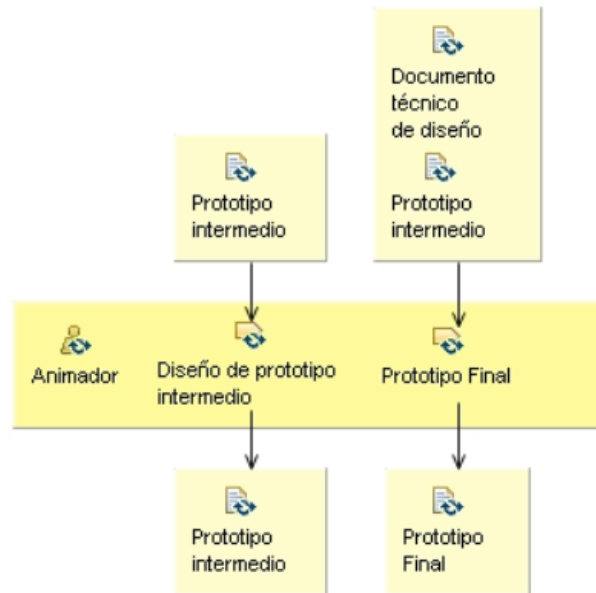 Documento
técnico
de diseño
Prototipo
intermedio
Prototipo
intermedio
Animador
Diseño de prototipo
intermedio
Prototipo Final
Prototipo
intermedio
Prototipo
Final